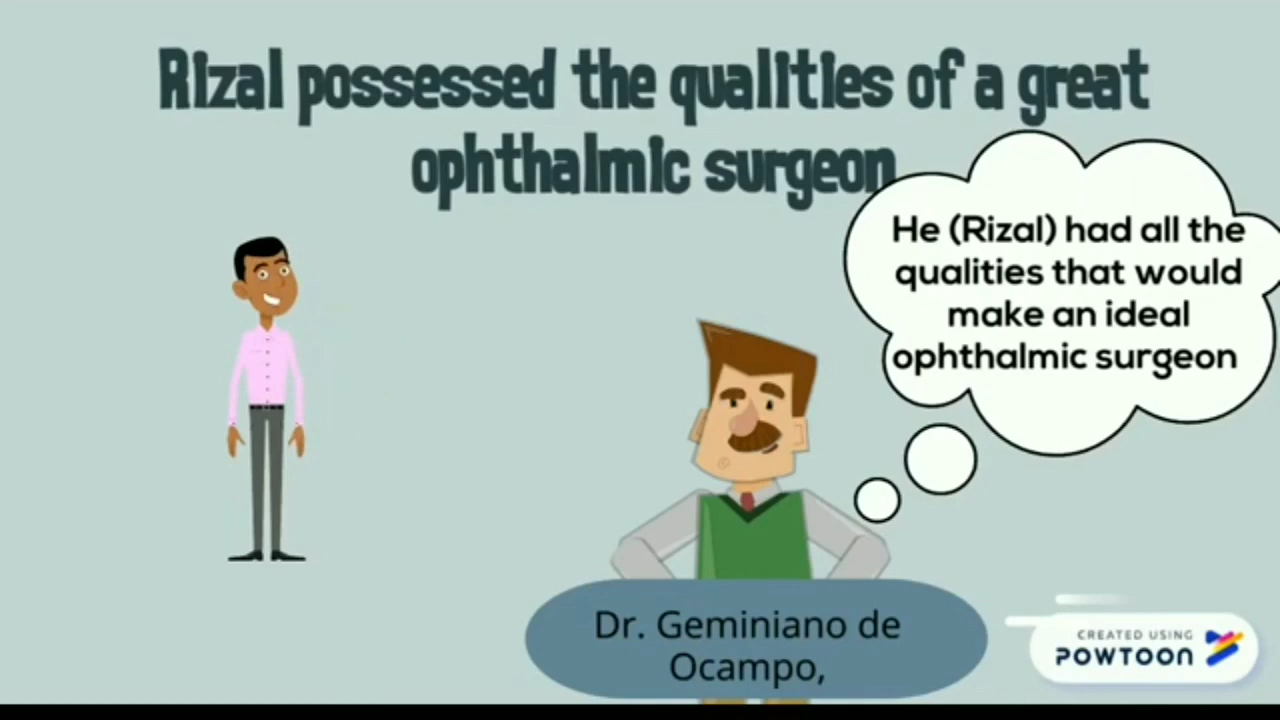 Rizal possessed the qualities of a great
ophthalmic surgeon
He (Rizal) had all the
qualities that would
make an ideal
ophthalmic surgeon
Dr. Geminiano de
Ocampo,
CREATED USING
POWTOON